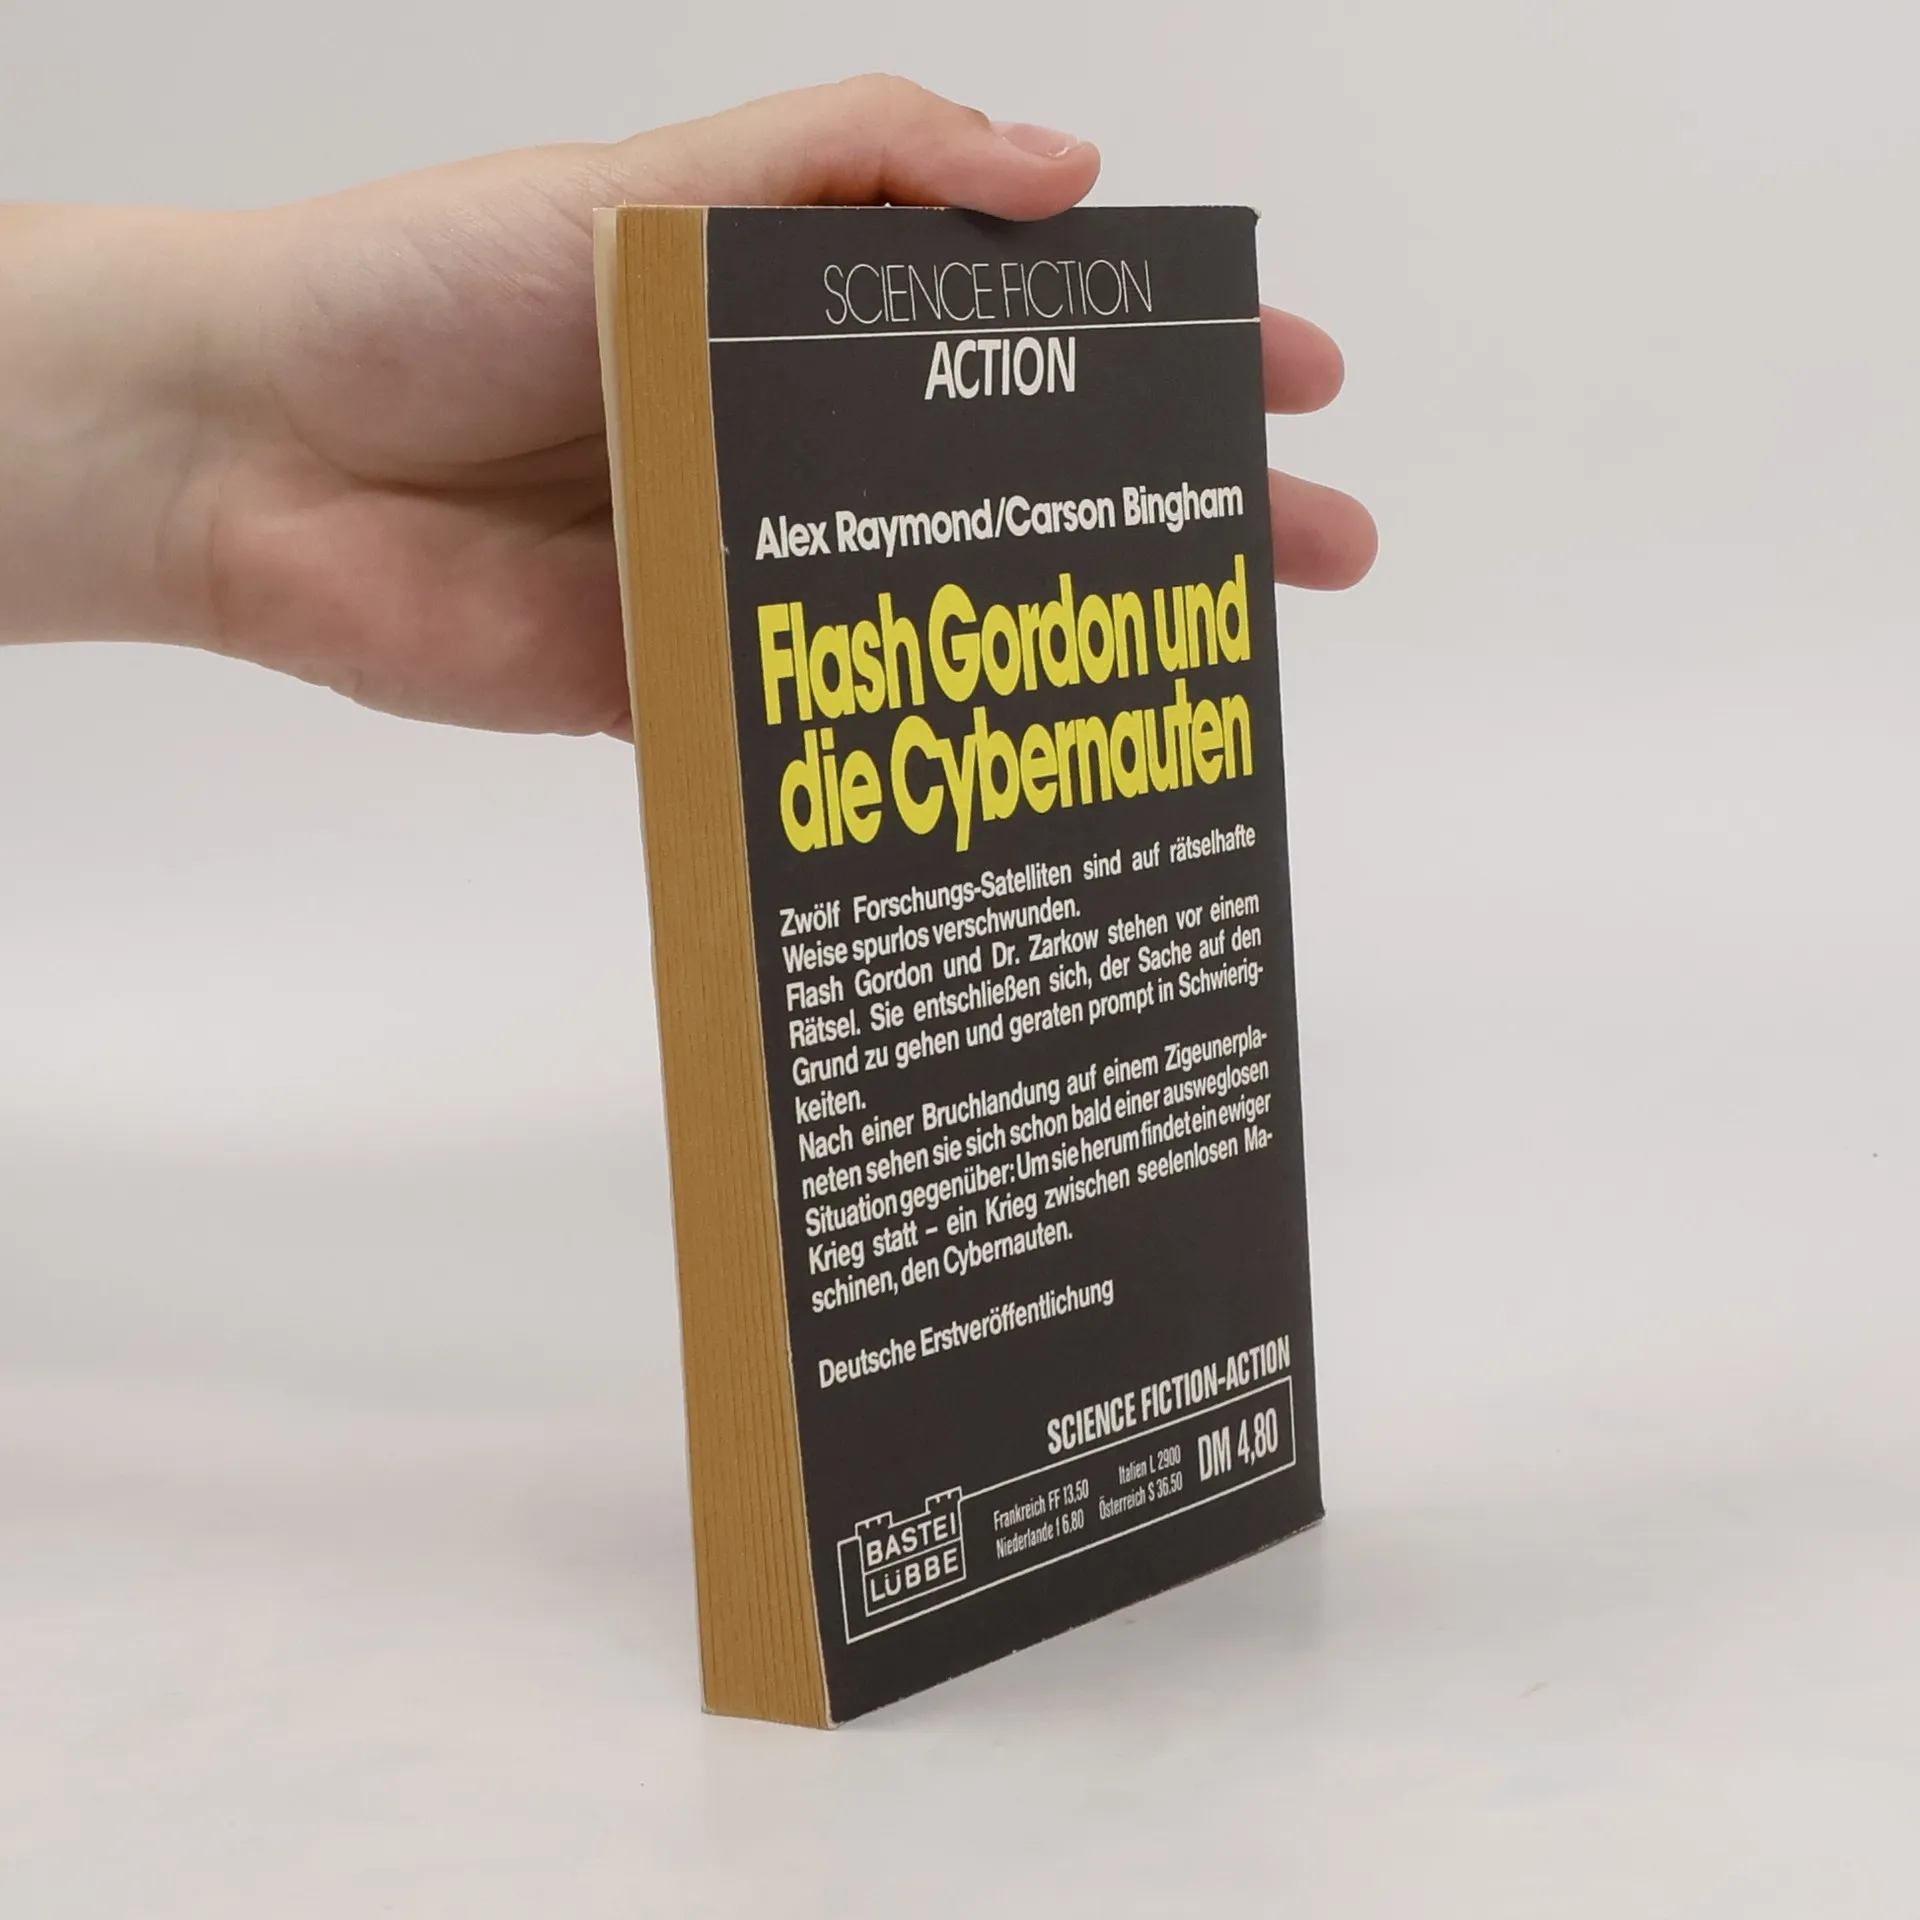 SCIENCE FICTION
ACTION
Alex Raymond/Carson Bingham
Flash Gordon und
die Cybernauten
Zwölf Forschungs-Satelliten sind auf rätselhafte
Weise spurlos verschwunden.
Flash Gordon und Dr. Zarkow stehen vor einem
Rätsel. Sie entschließen sich, der Sache auf den
Grund zu gehen und geraten prompt in Schwierig-
keiten.
Nach einer Bruchlandung auf einem Zigeunerpla-
neten sehen sie sich schon bald einer ausweglosen
Situation gegenüber: Um sie herum findet ein ewiger
Krieg statt – ein Krieg zwischen seelenlosen Ma-
schinen, den Cybernauten.
Deutsche Erstveröffentlichung
SCIENCE FICTION-ACTION
BASTEI
LÜBBE
Frankreich FF 13,50 Italien L 2900
Niederlande f 6,80 Österreich S 36.50
DM 4,80